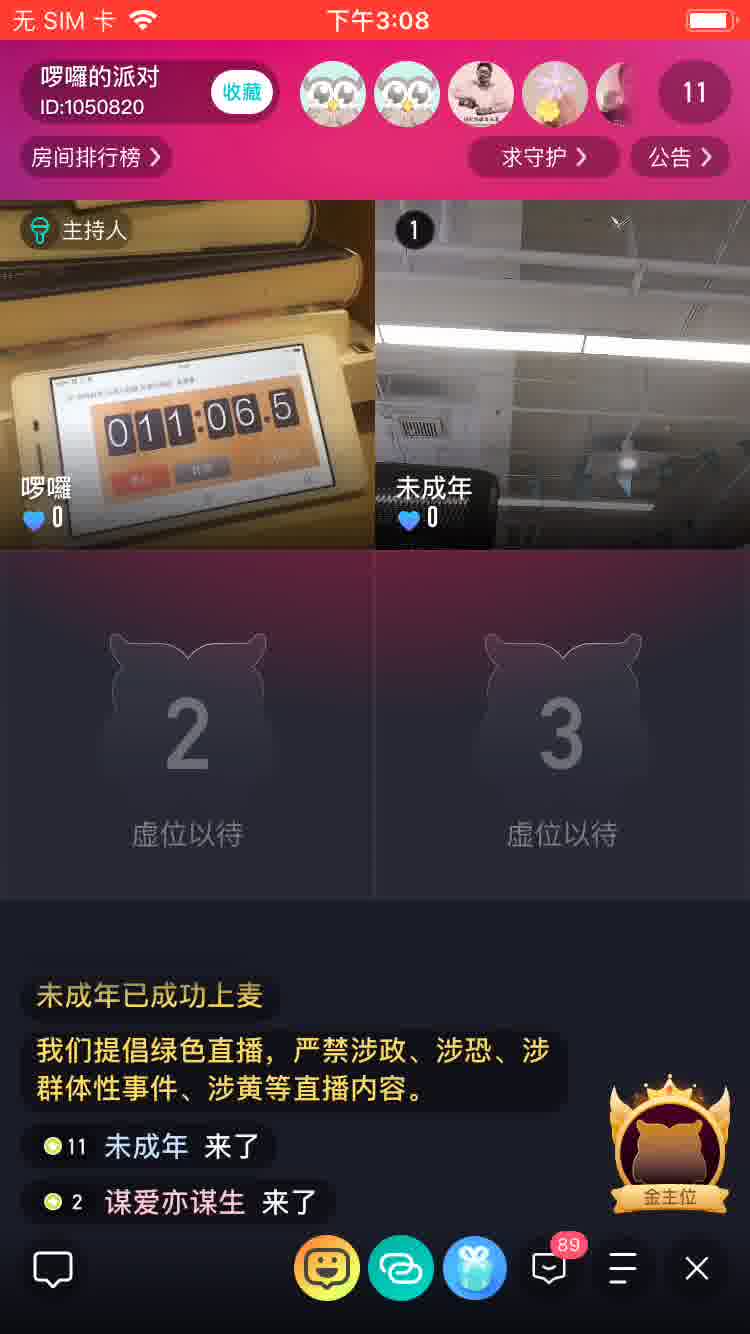 无 SIM 卡
下午3:08
啰囉的派对
ID:1050820
收藏
11
房间排行榜
求守护
公告
主持人
1
011:06.5
啰囉
0
未成年
0
2
3
虚位以待
虚位以待
未成年已成功上麦
我们提倡绿色直播，严禁涉政、涉恐、涉
群体性事件、涉黄等直播内容。
11 未成年 来了
2 谋爱亦谋生 来了
金主位
89